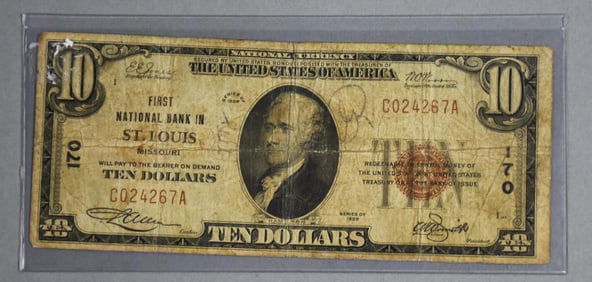 NATIONAL CURRENCY
SECURED BY UNITED STATES BONDS DEPOSITED WITH THE TREASURER OF
THE UNITED STATES OF AMERICA
10
10
SERIES OF
1929
C024267A
FIRST
NATIONAL BANK IN
ST. LOUIS
MISSOURI
WILL PAY TO THE BEARER ON DEMAND
TEN DOLLARS
C024267A
170
170
TEN
REDEEMABLE IN LAWFUL MONEY OF
THE UNITED STATES AT UNITED STATES
TREASURY OR AT THE BANK OF ISSUE
HAMILTON
SERIES OF
1929
Cashier
President
10
TEN DOLLARS
10